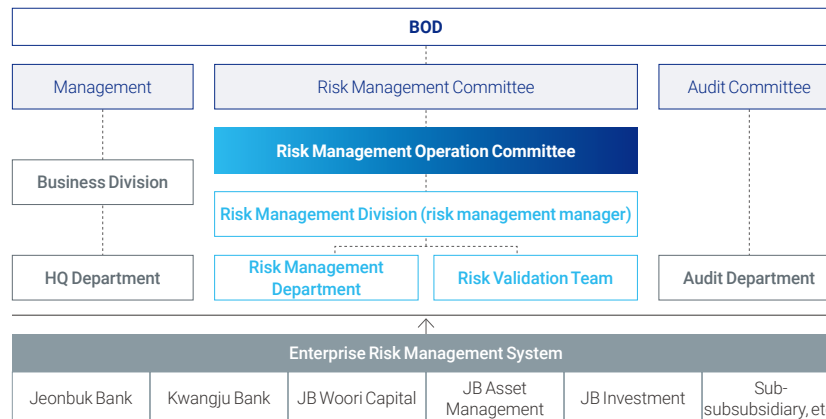 BOD
Management
Risk Management Committee
Audit Committee
Risk Management Operation Committee
Business Division
Risk Management Division (risk management manager)
HQ Department
Risk Management
Department
Risk Validation Team
Audit Department
Enterprise Risk Management System
Jeonbuk Bank
Kwangju Bank
JB Woori Capital
JB Asset
Management
JB Investment
Sub-
subsubsidiary, et